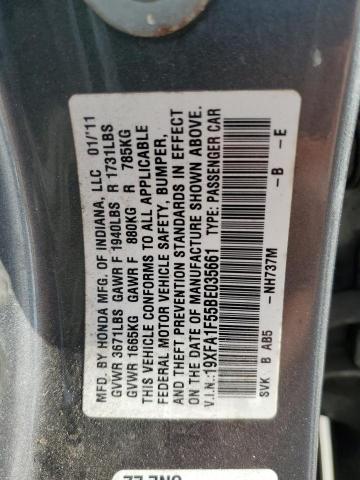 MFD. BY HONDA MFG. OF INDIANA, LLC 01/'11
GVWR 3671LBS GAWR F 1940LBS R 1731LBS
GVWR 1665KG GAWR F 880KG R 785KG
THIS VEHICLE CONFORMS TO ALL APPLICABLE
FEDERAL MOTOR VEHICLE SAFETY, BUMPER,
AND THEFT PREVENTION STANDARDS IN EFFECT
ON THE DATE OF MANUFACTURE SHOWN ABOVE.
V.I.N.:19XFA1F55BE035661 TYPE: PASSENGER CAR
-NH737M -B -E
SVK B AB5